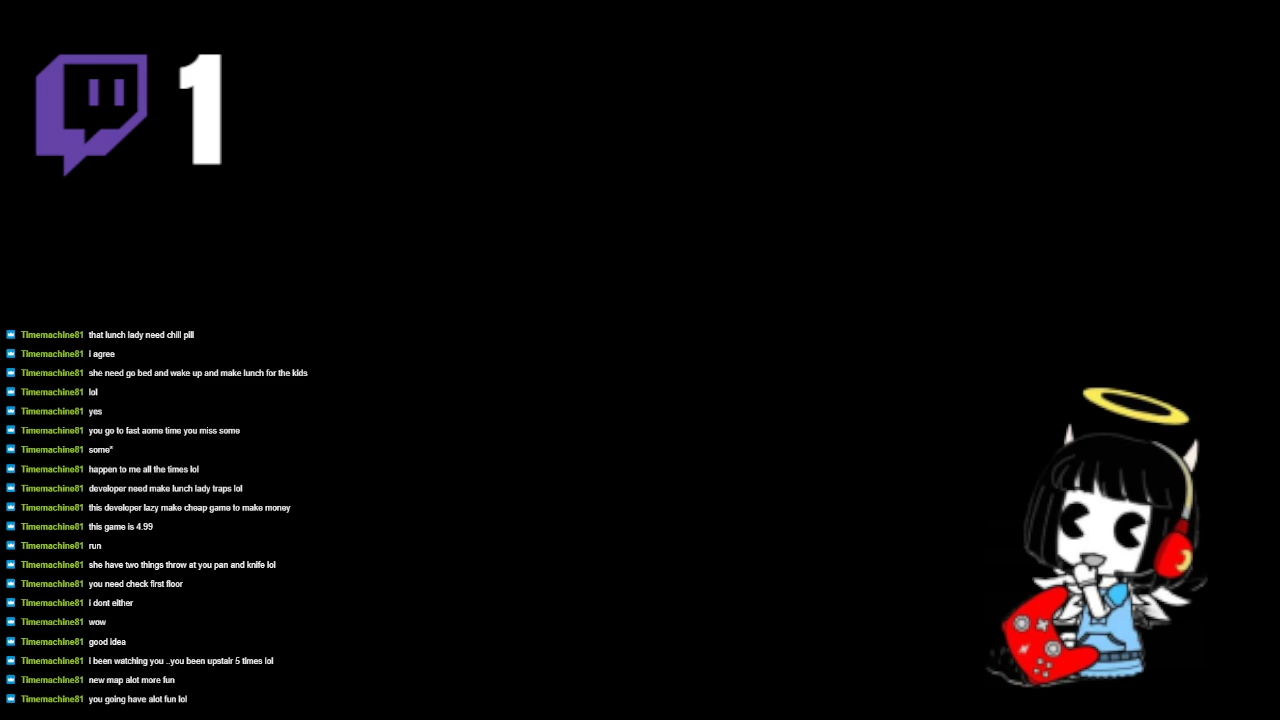 1
Timemachine81 that lunch lady need chill pill
Timemachine81 I agree
Timemachine81 she need go bed and wake up and make lunch for the kids
Timemachine81 lol
Timemachine81 yes
Timemachine81 you go to fast aome time you miss some
Timemachine81 some*
Timemachine81 happen to me all the times lol
Timemachine81 developer need make lunch lady traps lol
Timemachine81 this developer lazy make cheap game to make money
Timemachine81 this game is 4.99
Timemachine81 run
Timemachine81 she have two things throw at you pan and knife lol
Timemachine81 you need check first floor
Timemachine81 I dont either
Timemachine81 wow
Timemachine81 good idea
Timemachine81 I been watching you ..you been upstair 5 times lol
Timemachine81 new map alot more fun
Timemachine81 you going have alot fun lol